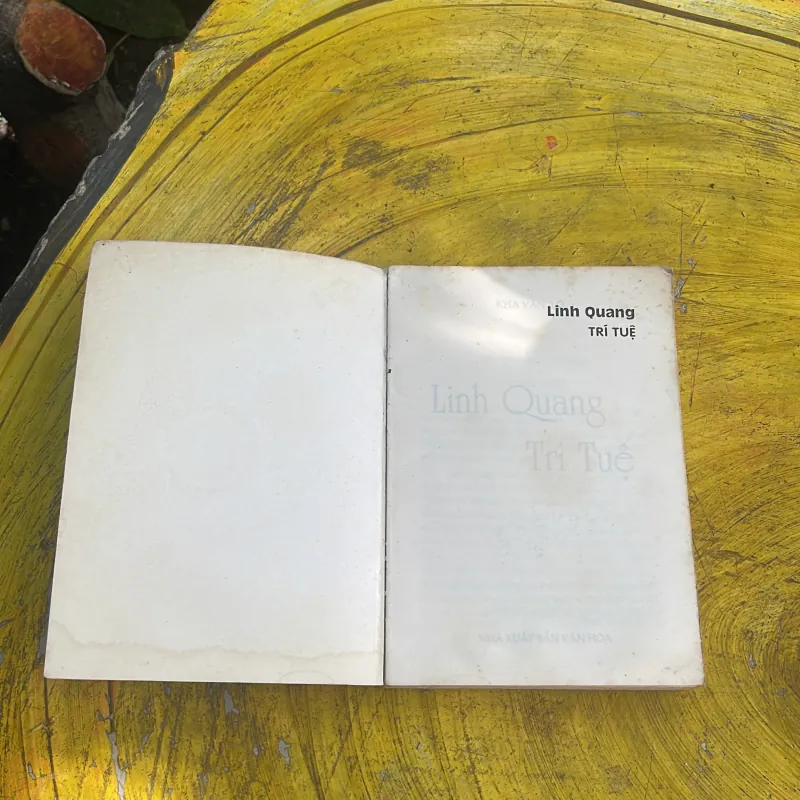 Linh Quang
TRÍ TUỆ
Linh Quang
Trí Tuệ
NHÀ XUẤT BẢN VĂN HÓA